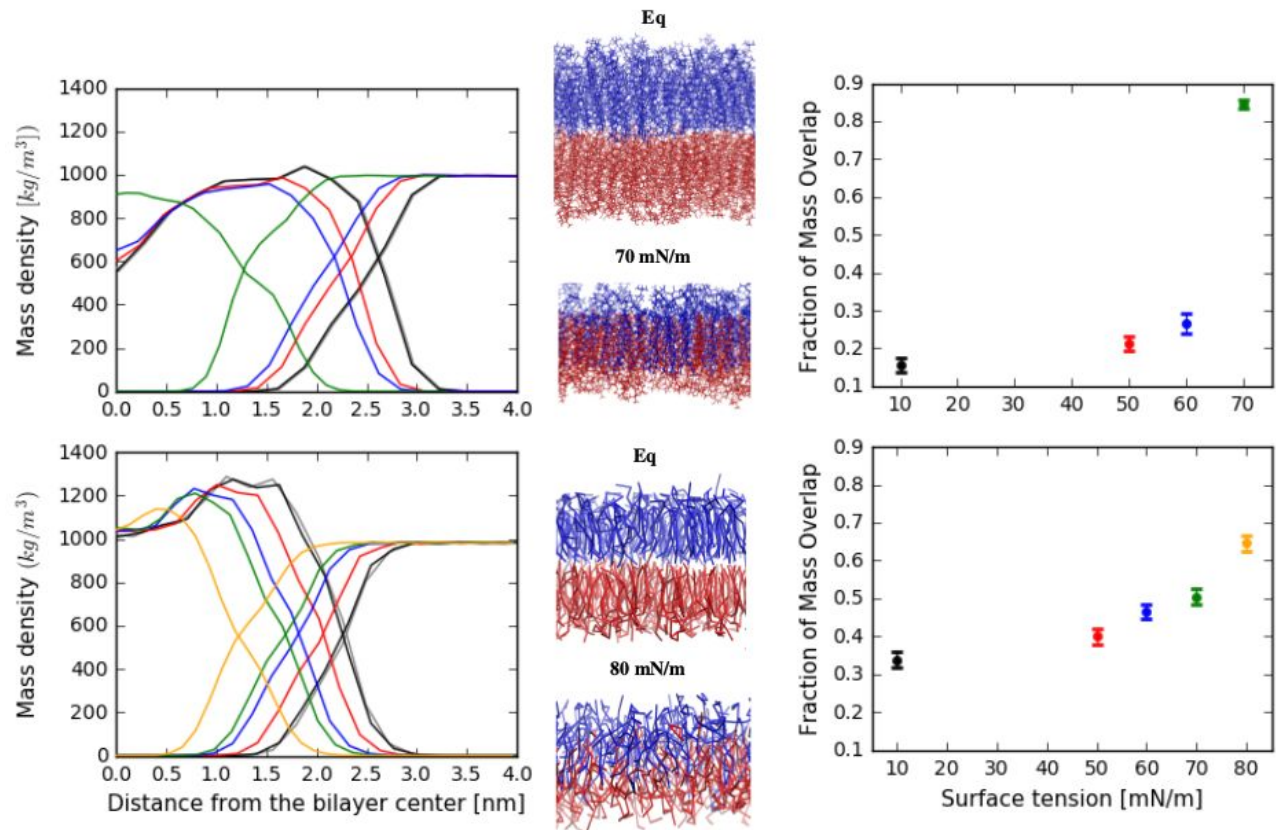 Eq
1400
1200
1000
800
600
400
200
0
0.0 0.5 1.0 1.5 2.0 2.5 3.0 3.5 4.0
Mass density [kg/m³])
70 mN/m
0.9
0.8
0.7
0.6
0.5
0.4
0.3
0.2
0.1
10 20 30 40 50 60 70
Fraction of Mass Overlap
1400
1200
1000
800
600
400
200
0
0.0 0.5 1.0 1.5 2.0 2.5 3.0 3.5 4.0
Mass density (kg/m³)
Distance from the bilayer center [nm]
Eq
80 mN/m
0.9
0.8
0.7
0.6
0.5
0.4
0.3
0.2
0.1
10 20 30 40 50 60 70 80
Fraction of Mass Overlap
Surface tension [mN/m]